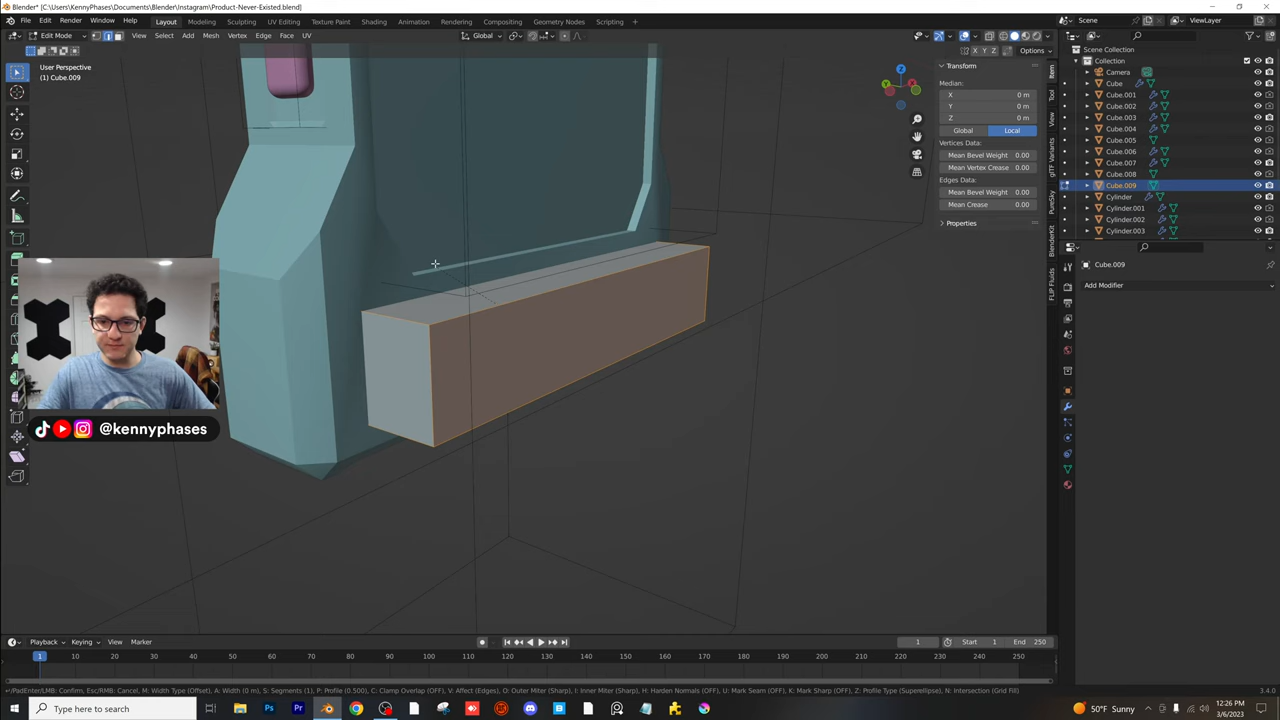 Blender* [C:\Users\KennyPhases\Documents\Blender\Instagram\Product-Never-Existed.blend]
File Edit Render Window Help Layout Modeling Sculpting UV Editing Texture Paint Shading Animation Rendering Compositing Geometry Nodes Scripting + Scene ViewLayer
Edit Mode View Select Add Mesh Vertex Edge Face UV Global
X Y Z Options
User Perspective
(1) Cube.009
Transform
Median:
X 0 m
Y 0 m
Z 0 m
Global Local
Vertices Data:
Mean Bevel Weight 0.00
Mean Vertex Crease 0.00
Edges Data:
Mean Bevel Weight 0.00
Mean Crease 0.00
Properties
Item
Tool
View
glTF Variants
PureSky
BlenderKit
FLIP Fluids
Scene Collection
Collection
Camera
Cube
Cube.001
Cube.002
Cube.003
Cube.004
Cube.005
Cube.006
Cube.007
Cube.008
Cube.009
Cylinder
Cylinder.001
Cylinder.002
Cylinder.003
Cube.009
Add Modifier
@kennyphases
Playback Keying View Marker 1 Start 1 End 250
1 10 20 30 40 50 60 70 80 90 100 110 120 130 140 150 160 170 180 190 200 210 220 230 240 250
/PadEnter/LMB: Confirm, Esc/RMB: Cancel, M: Width Type (Offset), A: Width (0 m), S: Segments (1), P: Profile (0.500), C: Clamp Overlap (OFF), V: Affect (Edges), O: Outer Miter (Sharp), I: Inner Miter (Sharp), H: Harden Normals (OFF), U: Mark Seam (OFF), K: Mark Sharp (OFF), Z: Profile Type (Superellipse), N: Intersection (Grid Fill) 3.4.0
Type here to search 50°F Sunny 12:26 PM
3/6/2023